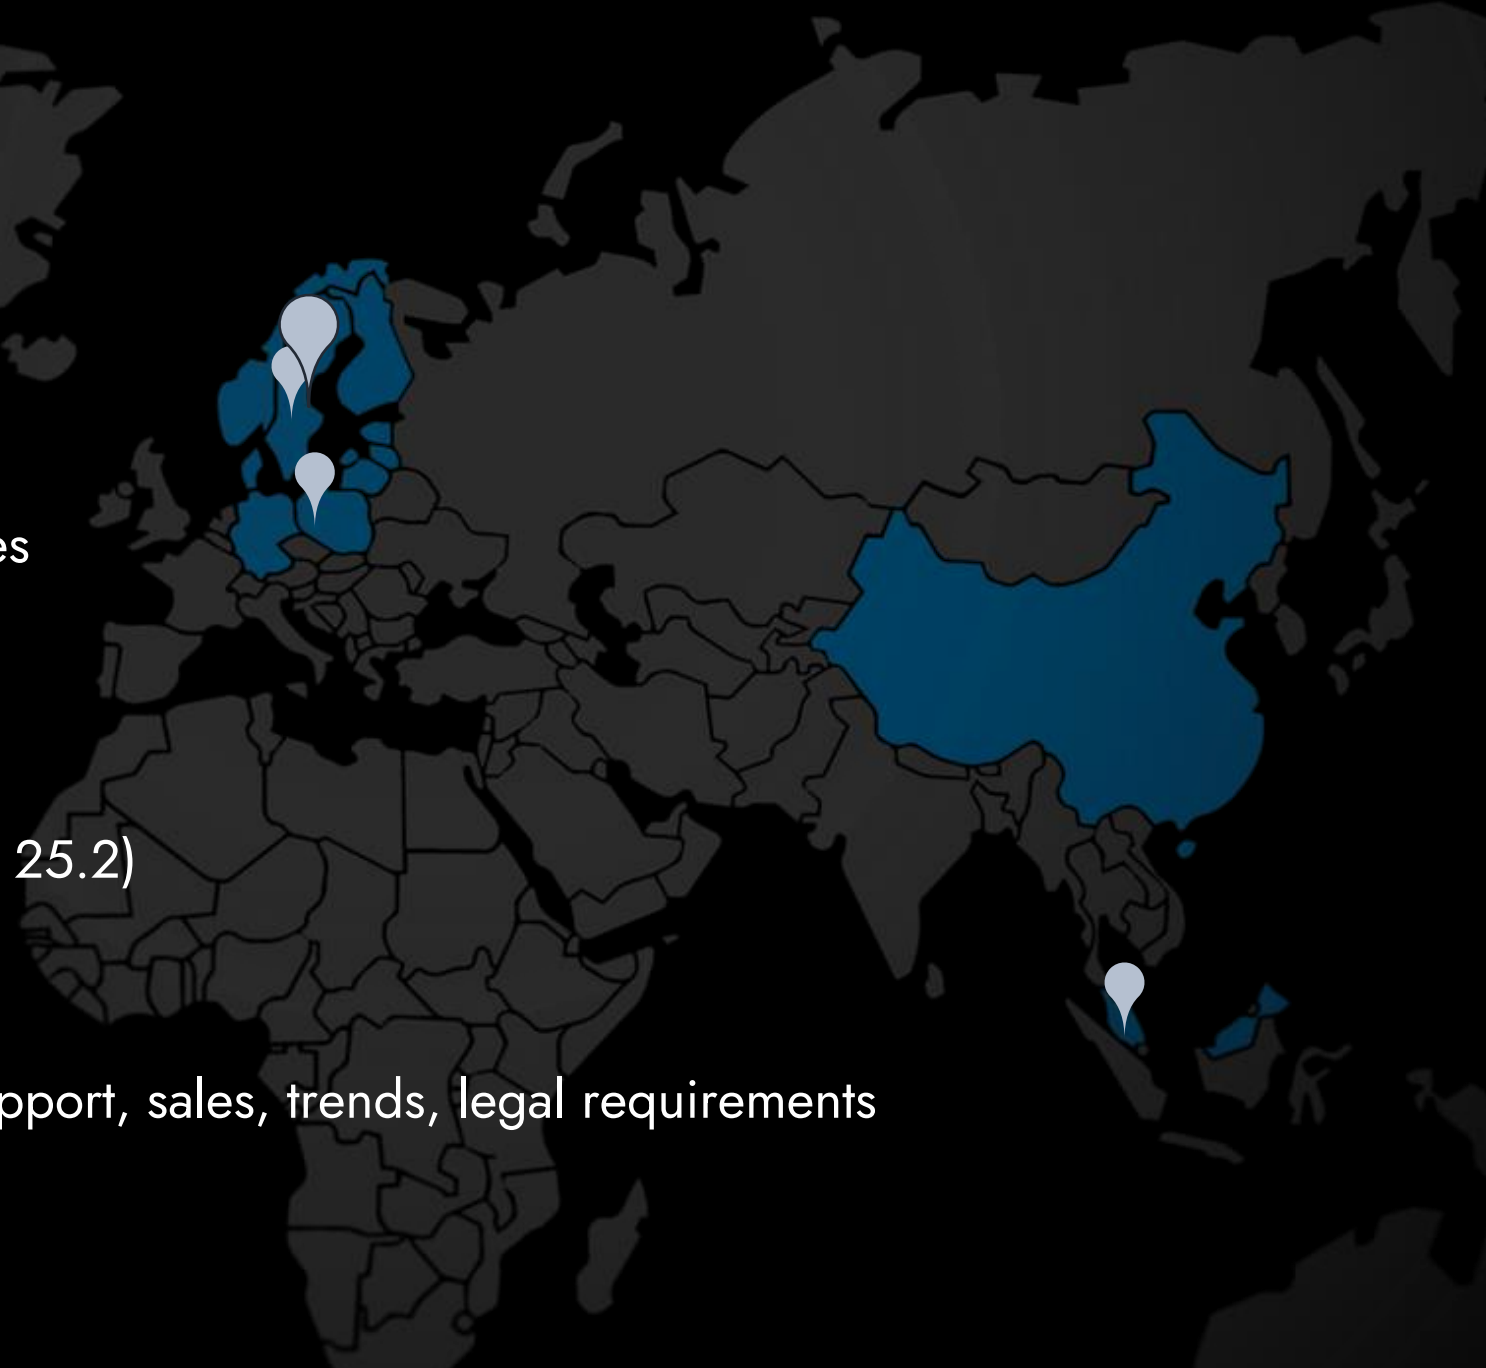 es
25.2)
pport, sales, trends, legal requirements